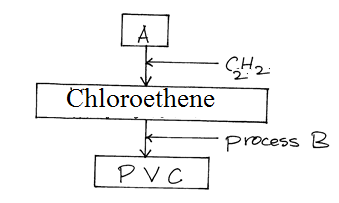 A
C2H2
Chloroethene
process B
PVC